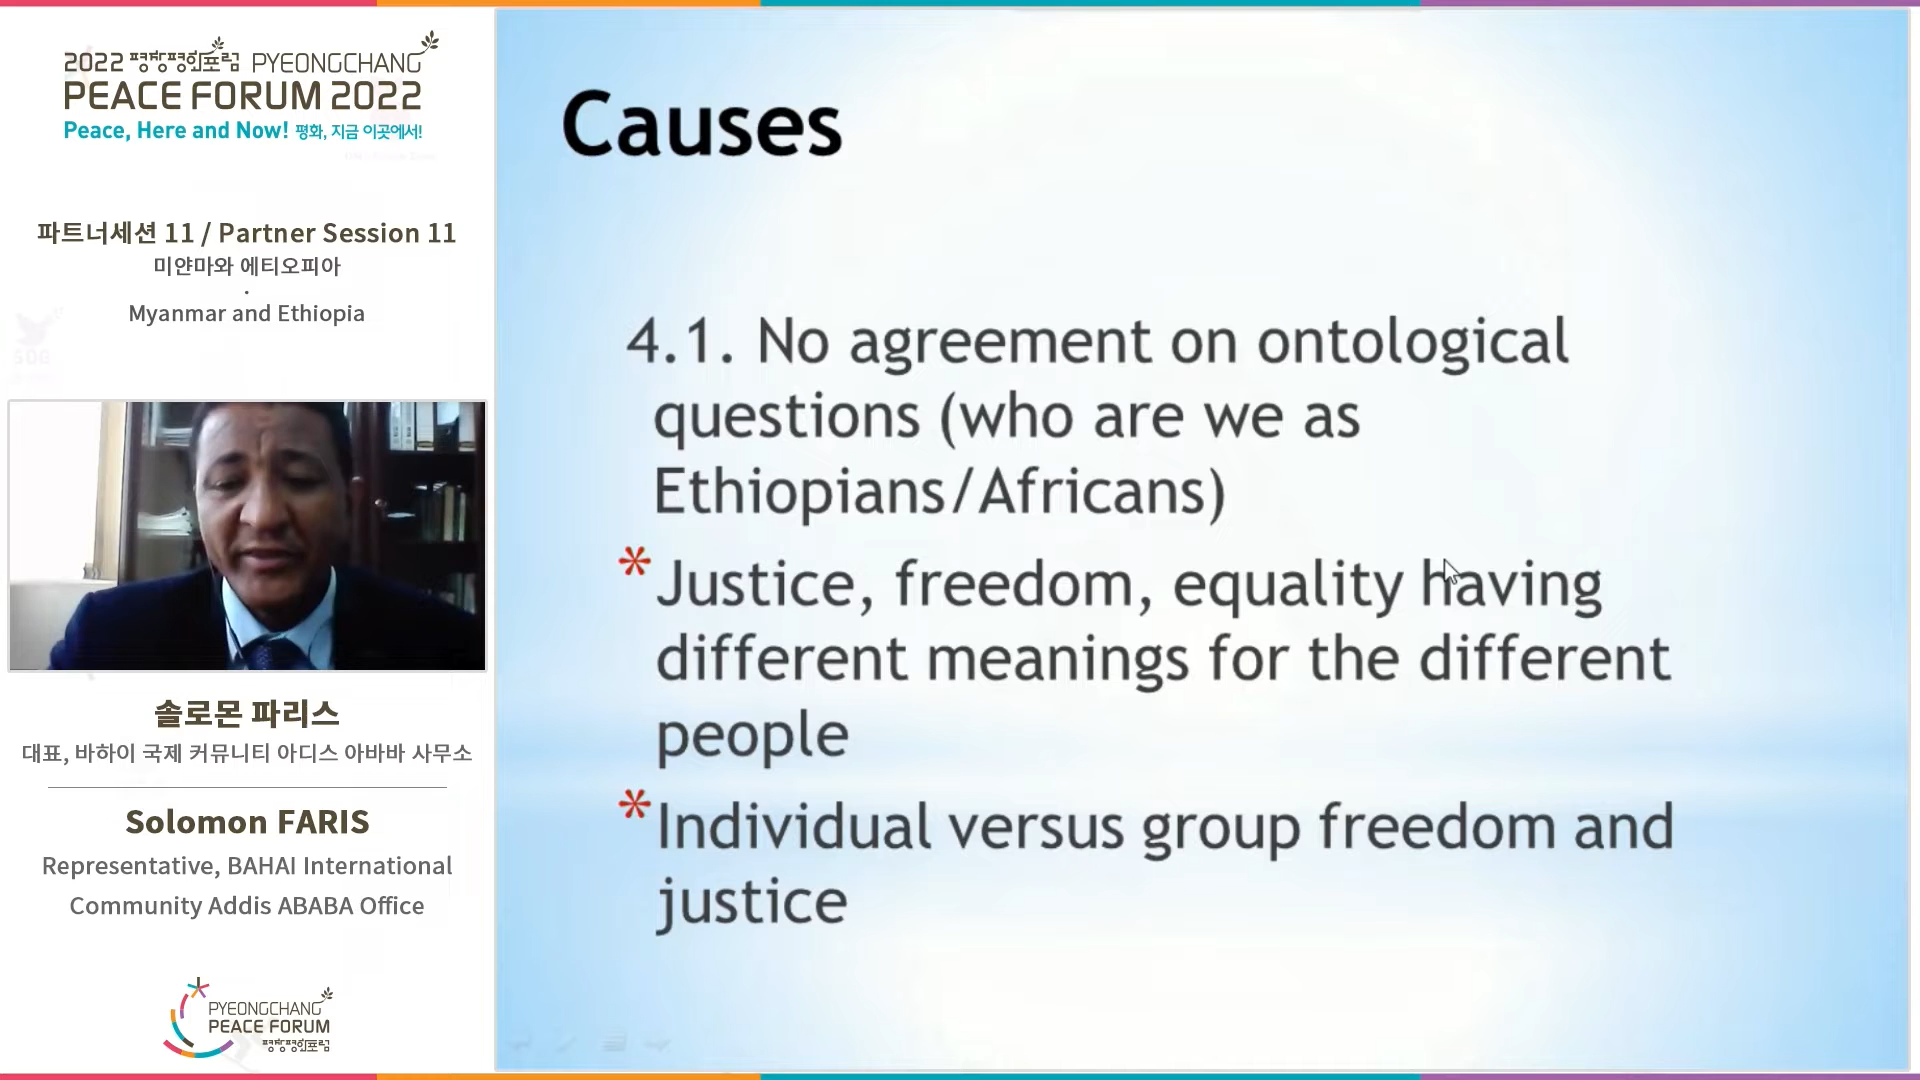 2022 평창평화포럼 PYEONGCHANG
PEACE FORUM 2022
Peace, Here and Now! 평화, 지금 이곳에서!
파트너세션 11 / Partner Session 11
미얀마와 에티오피아
·
Myanmar and Ethiopia
솔로몬 파리스
대표, 바하이 국제 커뮤니티 아디스 아바바 사무소
Solomon FARIS
Representative, BAHAI International
Community Addis ABABA Office
PYEONGCHANG
PEACE FORUM
평창평화포럼
Causes
4.1. No agreement on ontological
questions (who are we as
Ethiopians/Africans)
* Justice, freedom, equality having
different meanings for the different
people
* Individual versus group freedom and
justice